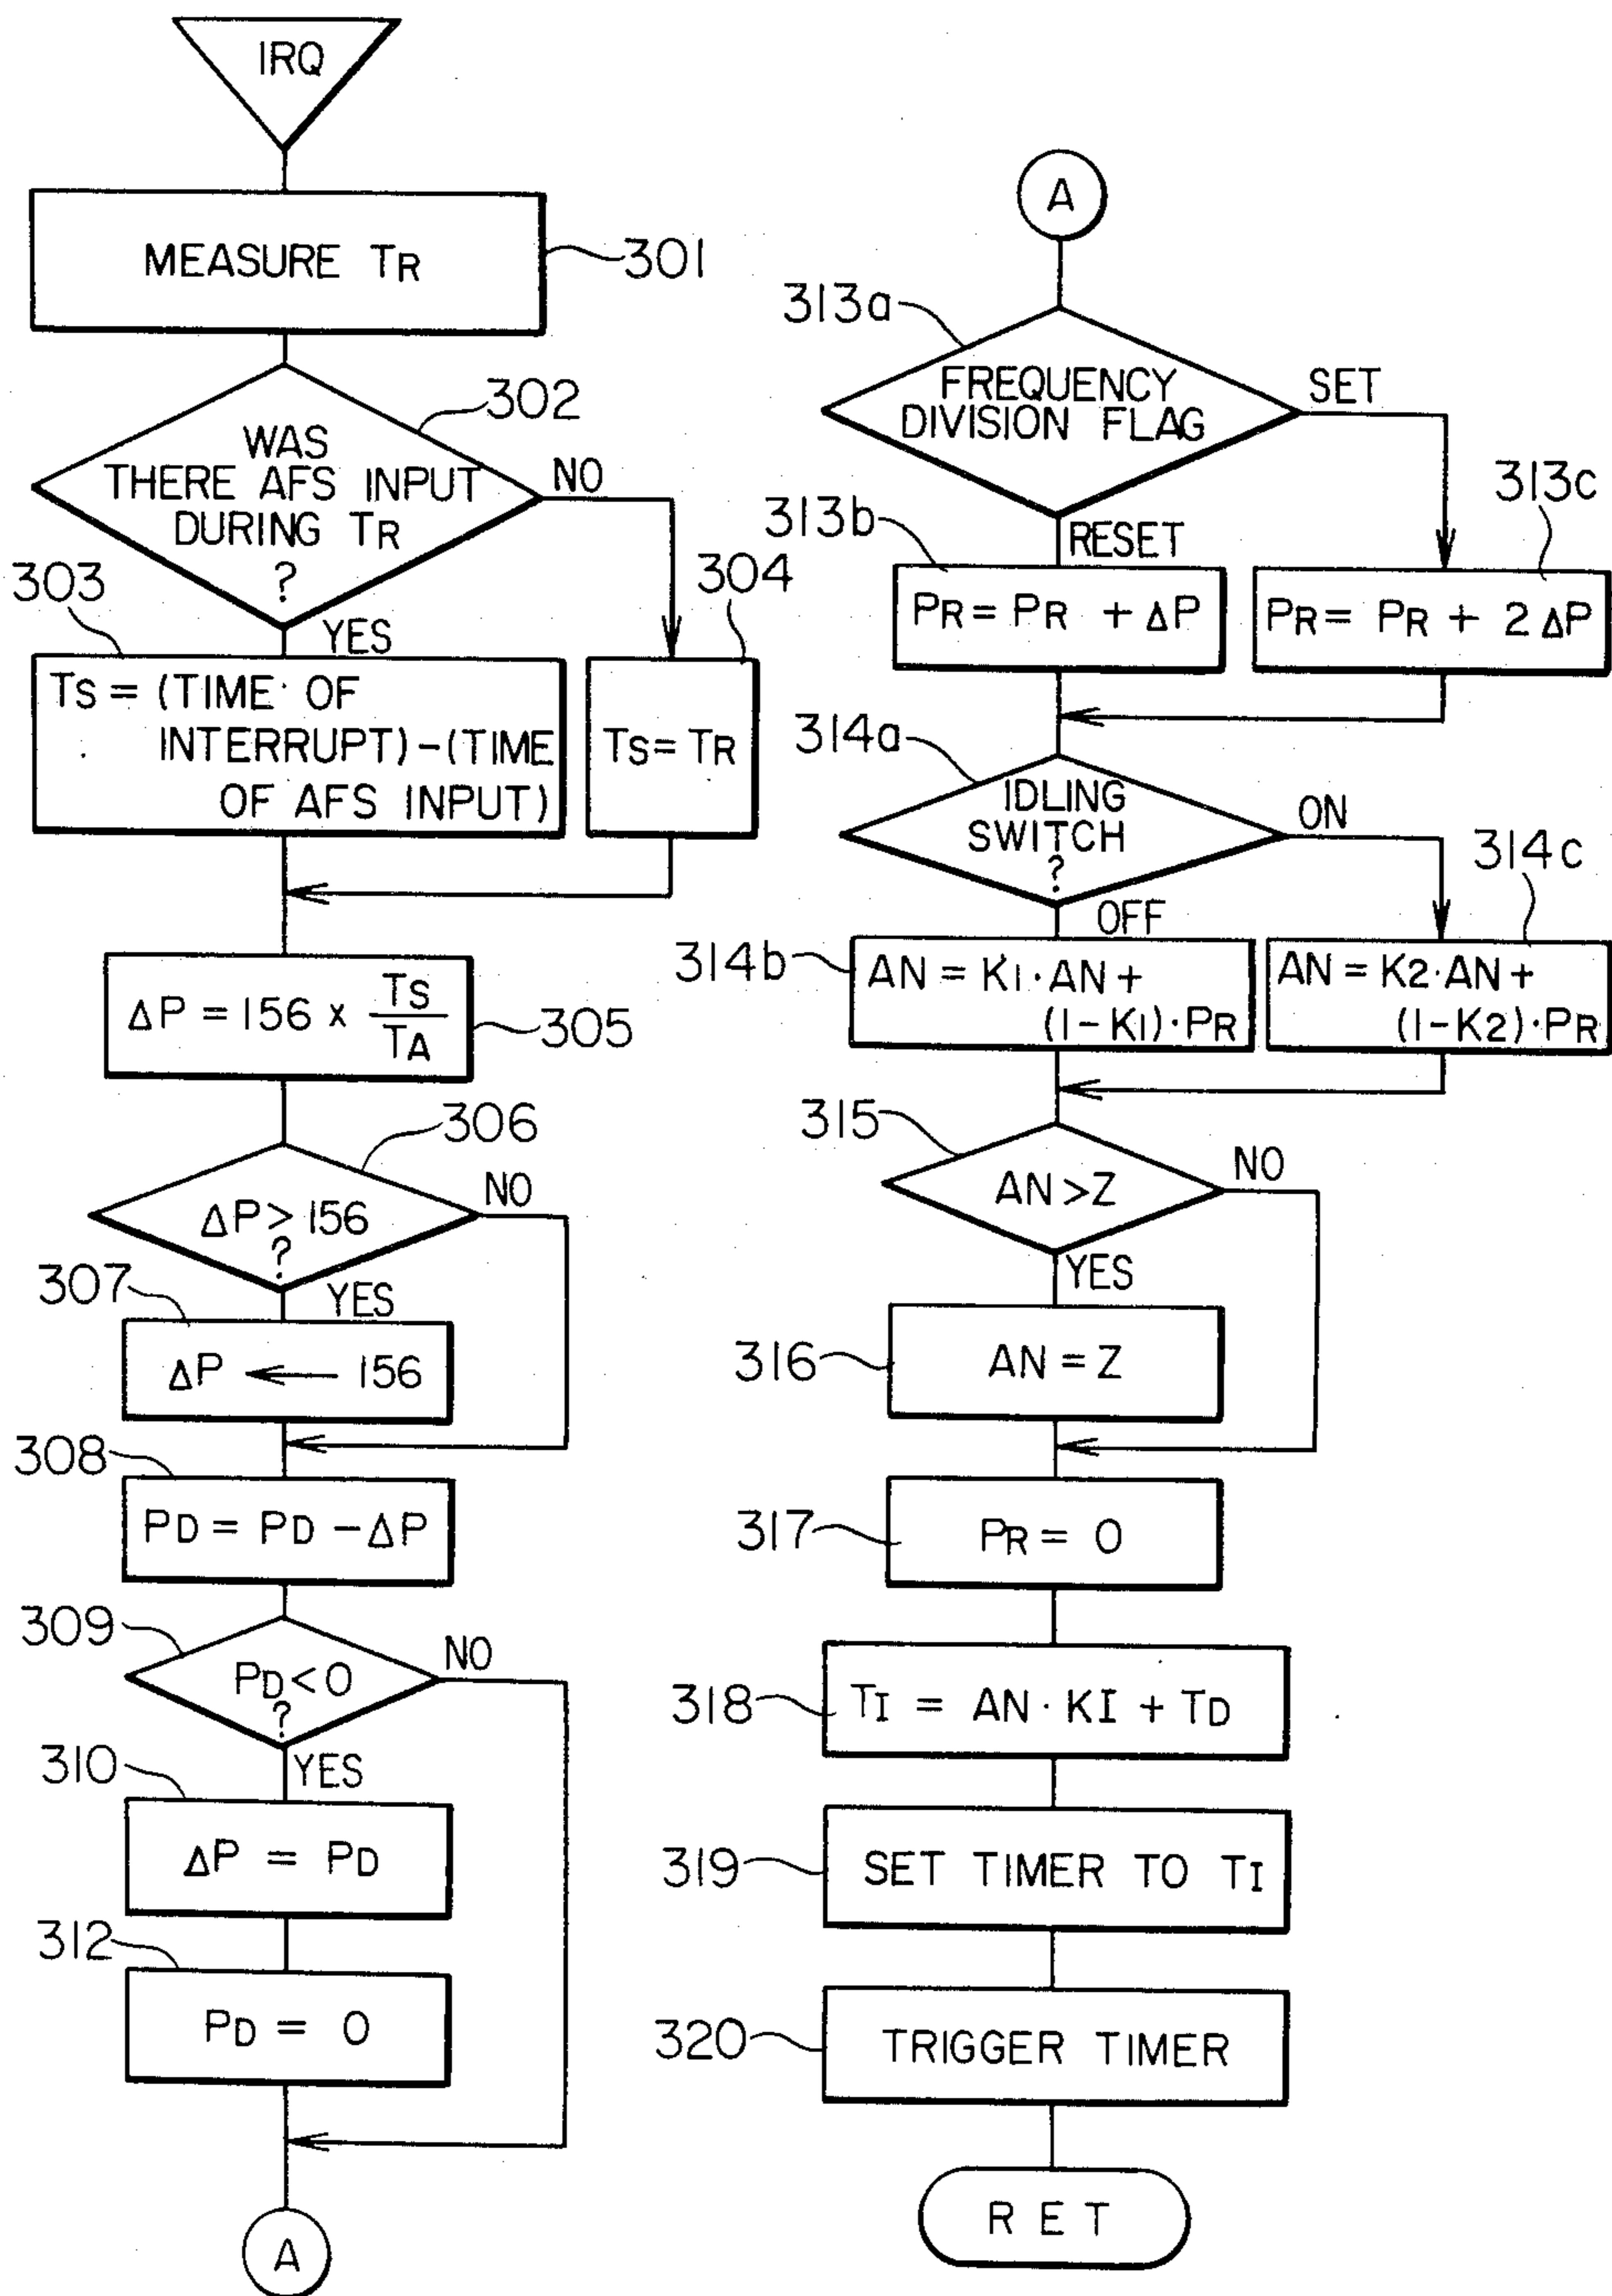 IRQ
MEASURE TR
301
302
WAS
THERE AFS INPUT
DURING TR
?
NO
YES
303
TS = (TIME OF
INTERRUPT) - (TIME
OF AFS INPUT)
304
TS = TR
ΔP = 156 x TS
TA
305
306
ΔP > 156
?
NO
YES
307
ΔP ← 156
308
PD = PD - ΔP
309
PD < 0
?
NO
YES
310
ΔP = PD
312
PD = 0
A
A
313a
FREQUENCY
DIVISION FLAG
SET
RESET
313b
PR = PR + ΔP
313c
PR = PR + 2 ΔP
314a
IDLING
SWITCH
?
ON
OFF
314b
AN = K1·AN +
(1-K1)·PR
314c
AN = K2·AN +
(1-K2)·PR
315
AN > Z
NO
YES
316
AN = Z
317
PR = 0
318
TI = AN · KI + TD
319
SET TIMER TO TI
320
TRIGGER TIMER
RET